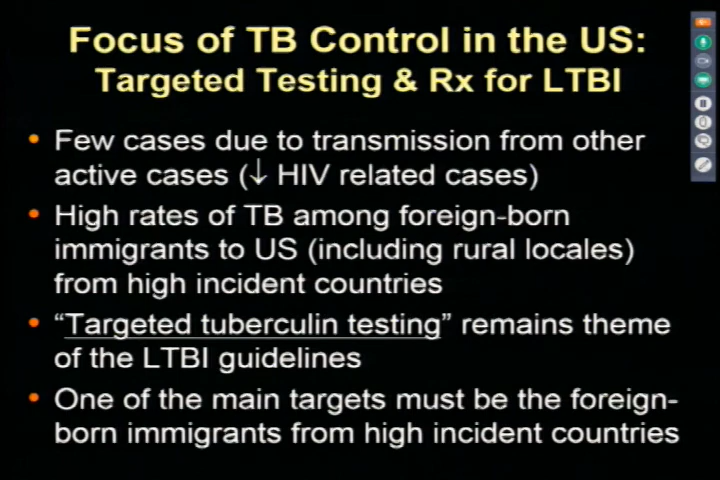 Focus of TB Control in the US:
Targeted Testing & Rx for LTBI
• Few cases due to transmission from other
active cases (↓ HIV related cases)
• High rates of TB among foreign-born
immigrants to US (including rural locales)
from high incident countries
• “Targeted tuberculin testing” remains theme
of the LTBI guidelines
• One of the main targets must be the foreign-
born immigrants from high incident countries